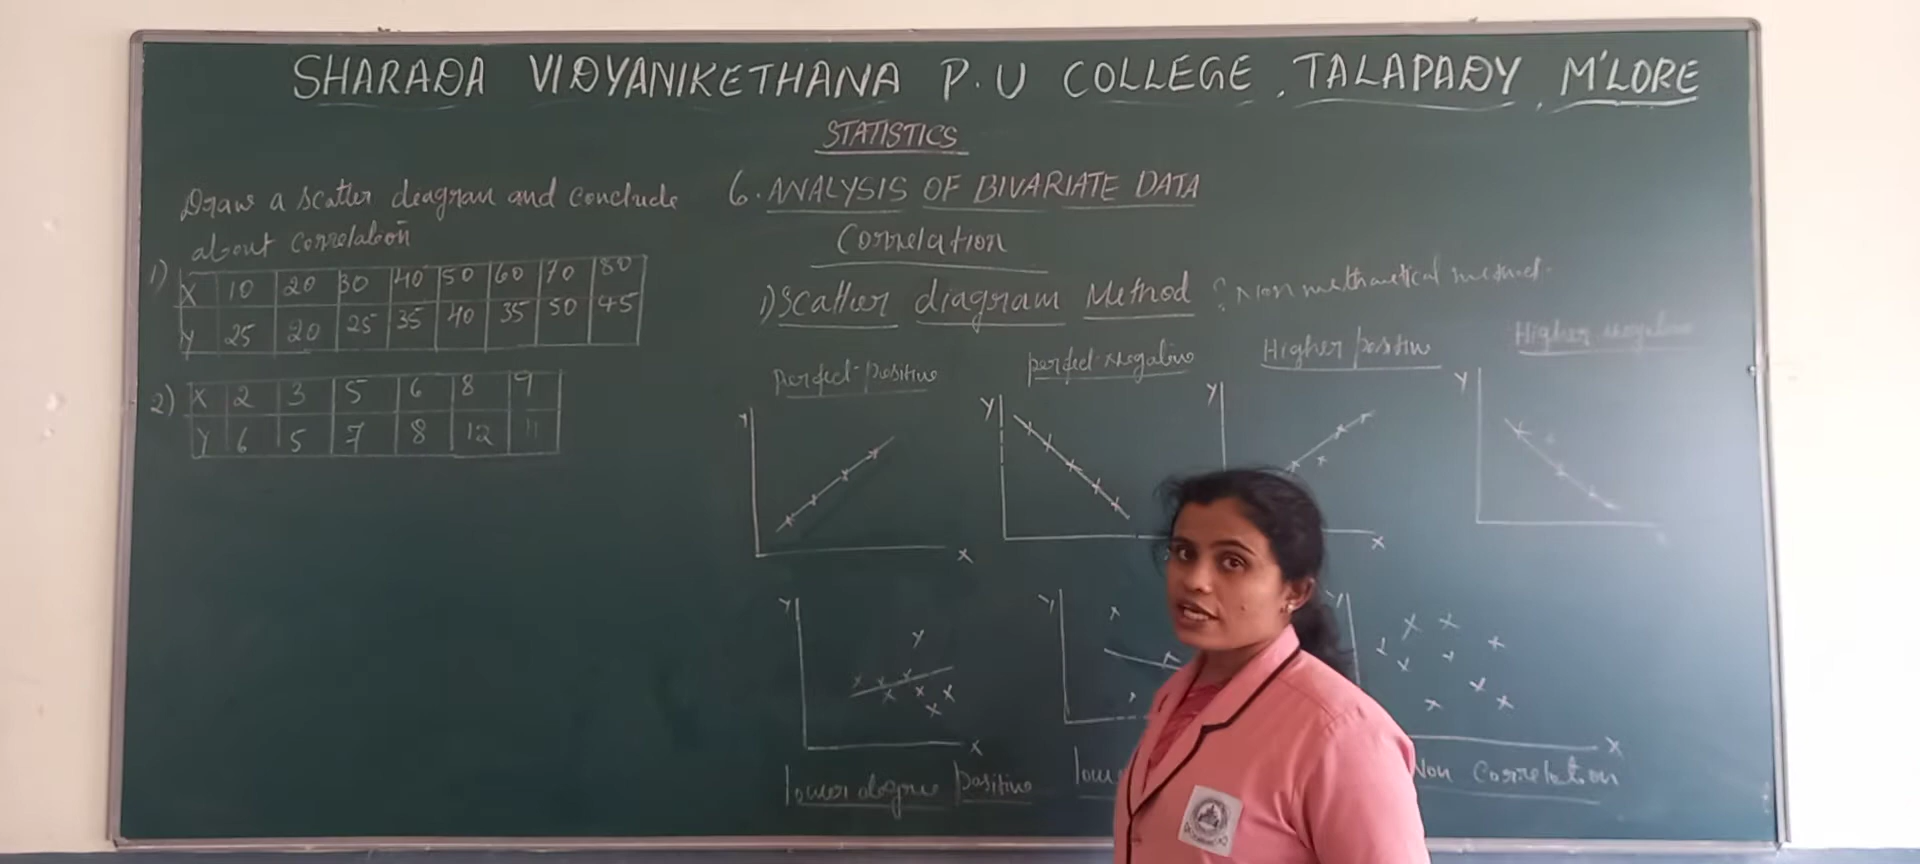 SHARADA VIDYANIKETHANA P.U COLLEGE, TALAPADY, M'LORE
STATISTICS
Draw a scatter diagram and conclude
about correlation
1)
X 10 20 30 40 50 60 70 80
Y 25 20 25 35 40 35 50 45
2)
X 2 3 5 6 8 9
Y 6 5 7 8 12 11
6. ANALYSIS OF BIVARIATE DATA
Correlation
1) Scatter diagram Method :
Perfect-positive
perfect-negative
Higher positive
Higher negative
Y
X
Y
Y
X
Y
Y
X
Y
Y
X
lower degree positive
Non Correlation